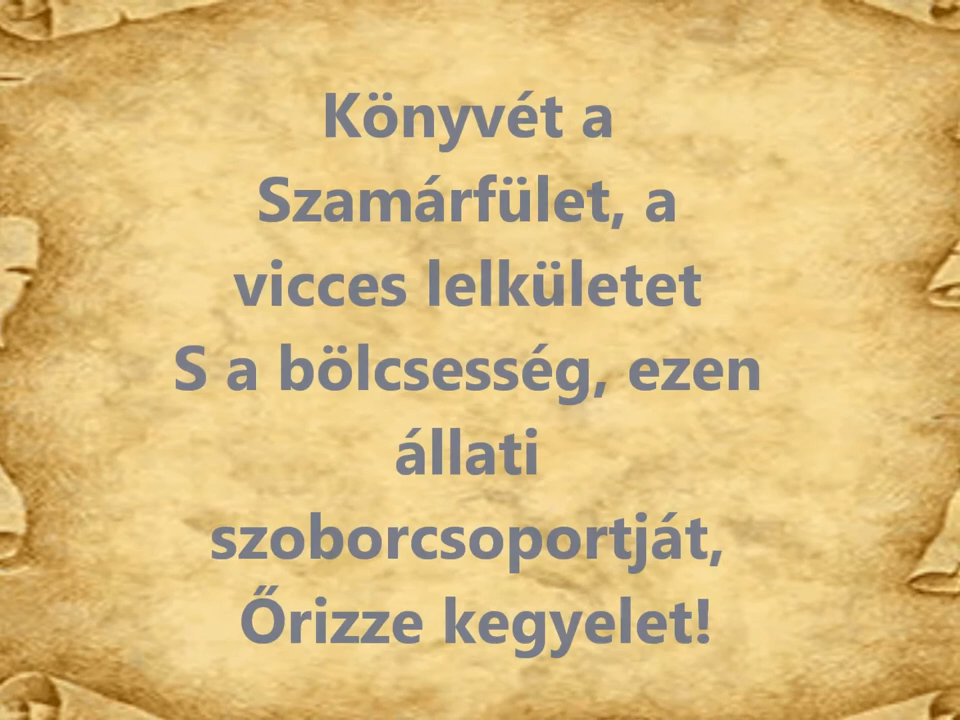 Könyvét a
Szamárfület, a
vicces lelkületet
S a bölcsesség, ezen
állati
szoborcsoportját,
Őrizze kegyelet!